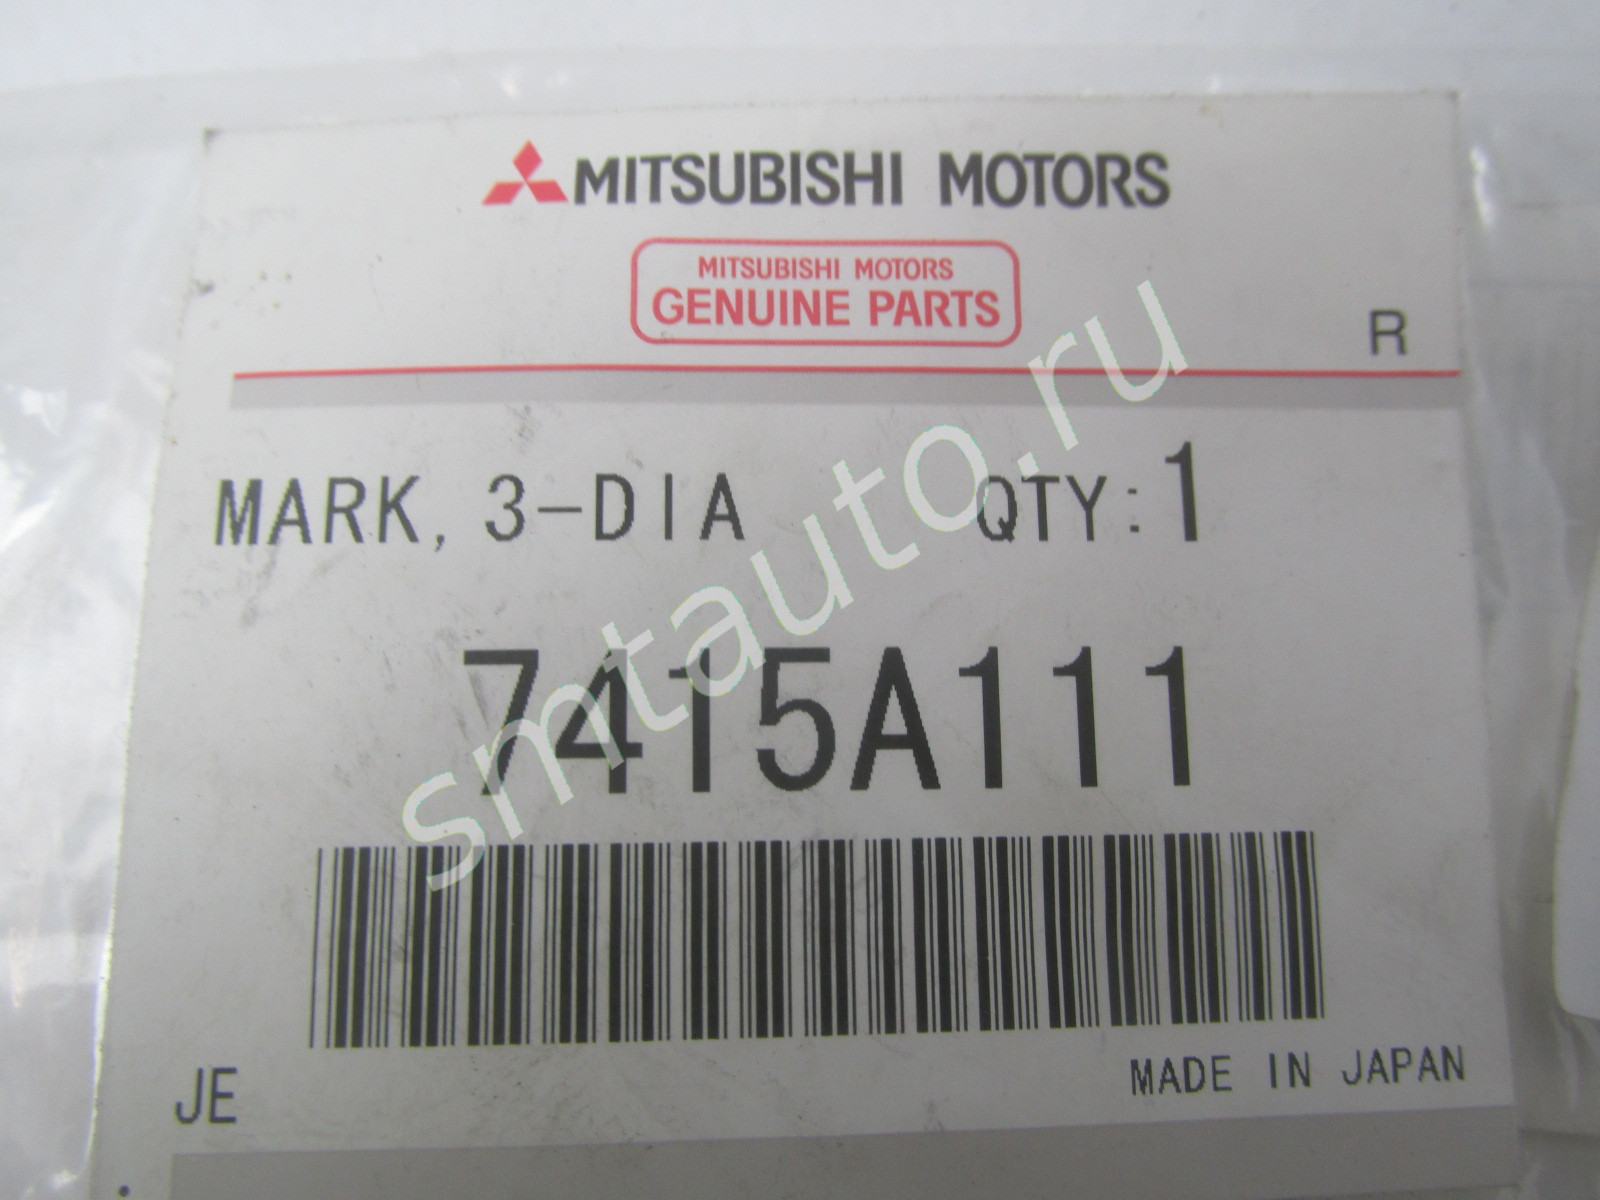 MITSUBISHI MOTORS
MITSUBISHI MOTORS
GENUINE PARTS
R
MARK, 3-DIA QTY:1
7415A111
JE
MADE IN JAPAN
smtauto.ru